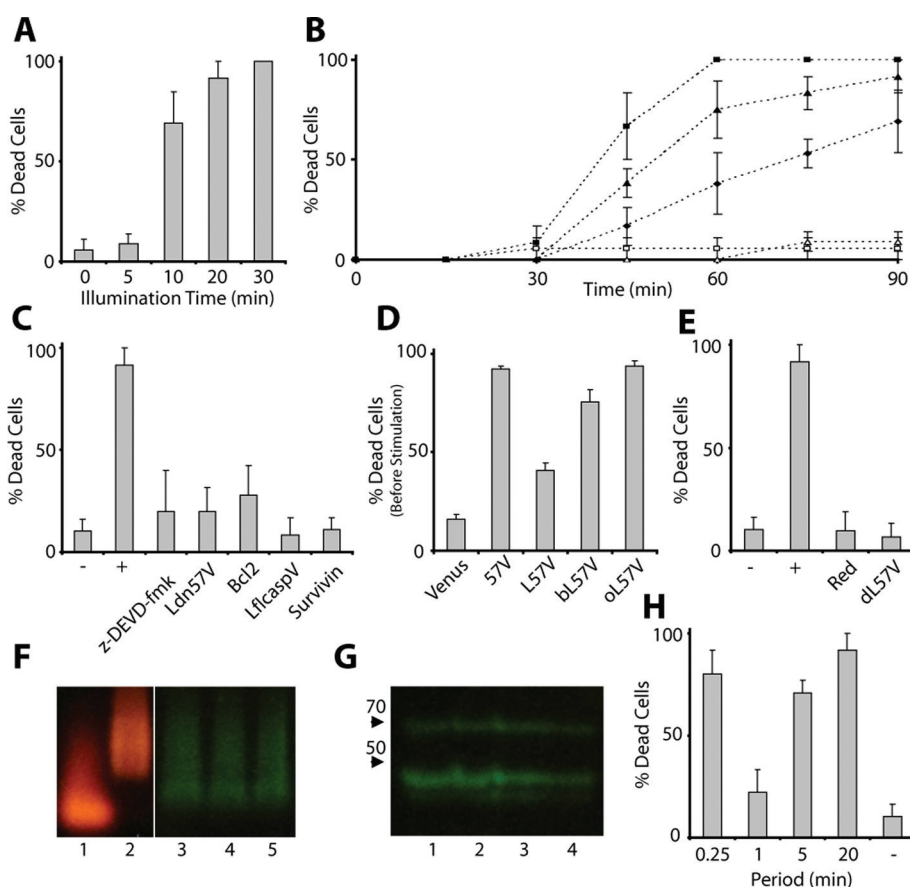 A
% Dead Cells
100
50
0
0 5 10 20 30
Illumination Time (min)
B
% Dead Cells
100
50
0
0 30 60 90
Time (min)
C
% Dead Cells
100
50
0
- + z-DEVD-fmk Ldn57V Bcl2 LflcaspV Survivin
D
% Dead Cells
(Before Stimulation)
100
50
0
Venus 57V L57V bL57V oL57V
E
% Dead Cells
100
50
0
- + Red dL57V
F
1 2 3 4 5
G
70
50
1 2 3 4
H
% Dead Cells
100
50
0
0.25 1 5 20 -
Period (min)